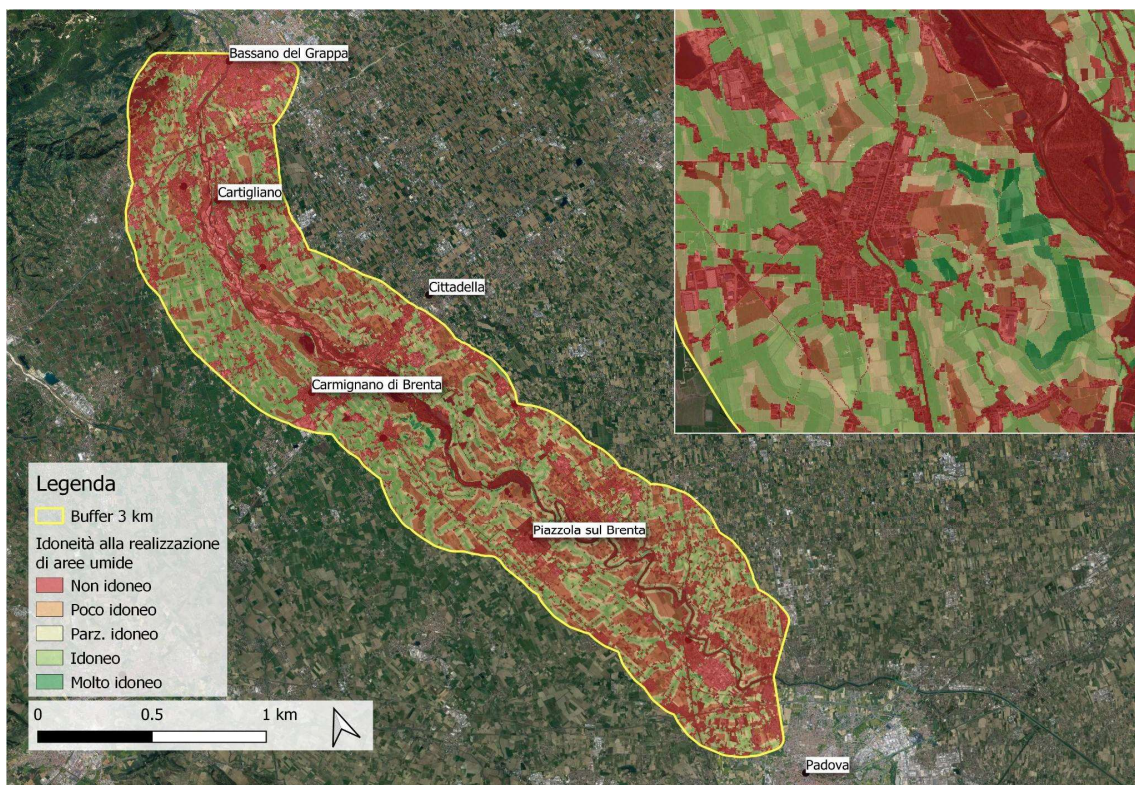 Bassano del Grappa
Cartigliano
Cittadella
Carmignano di Brenta
Piazzola sul Brenta
Padova
Legenda
Buffer 3 km
Idoneità alla realizzazione
di aree umide
Non idoneo
Poco idoneo
Parz. idoneo
Idoneo
Molto idoneo
0 0.5 1 km